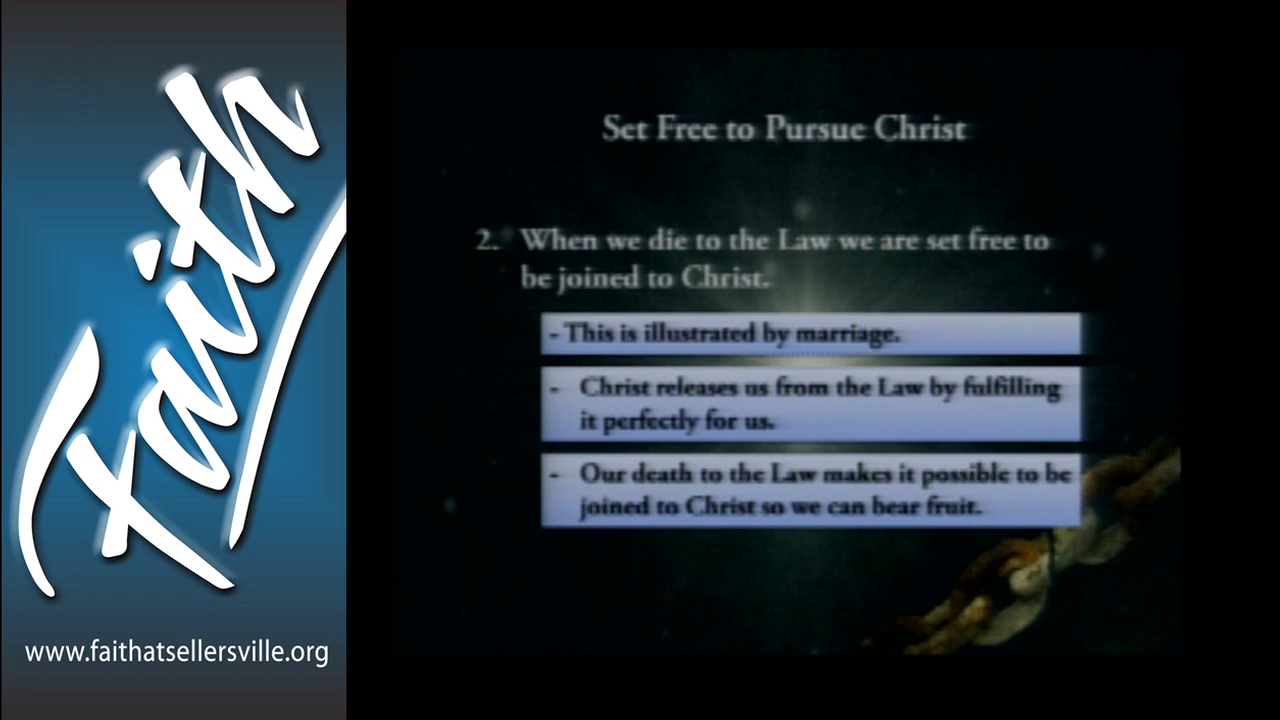 Faith
www.faithatsellersville.org
Set Free to Pursue Christ
2. When we die to the Law we are set free to
be joined to Christ.
- This is illustrated by marriage.
- Christ releases us from the Law by fulfilling
it perfectly for us.
- Our death to the Law makes it possible to be
joined to Christ so we can bear fruit.